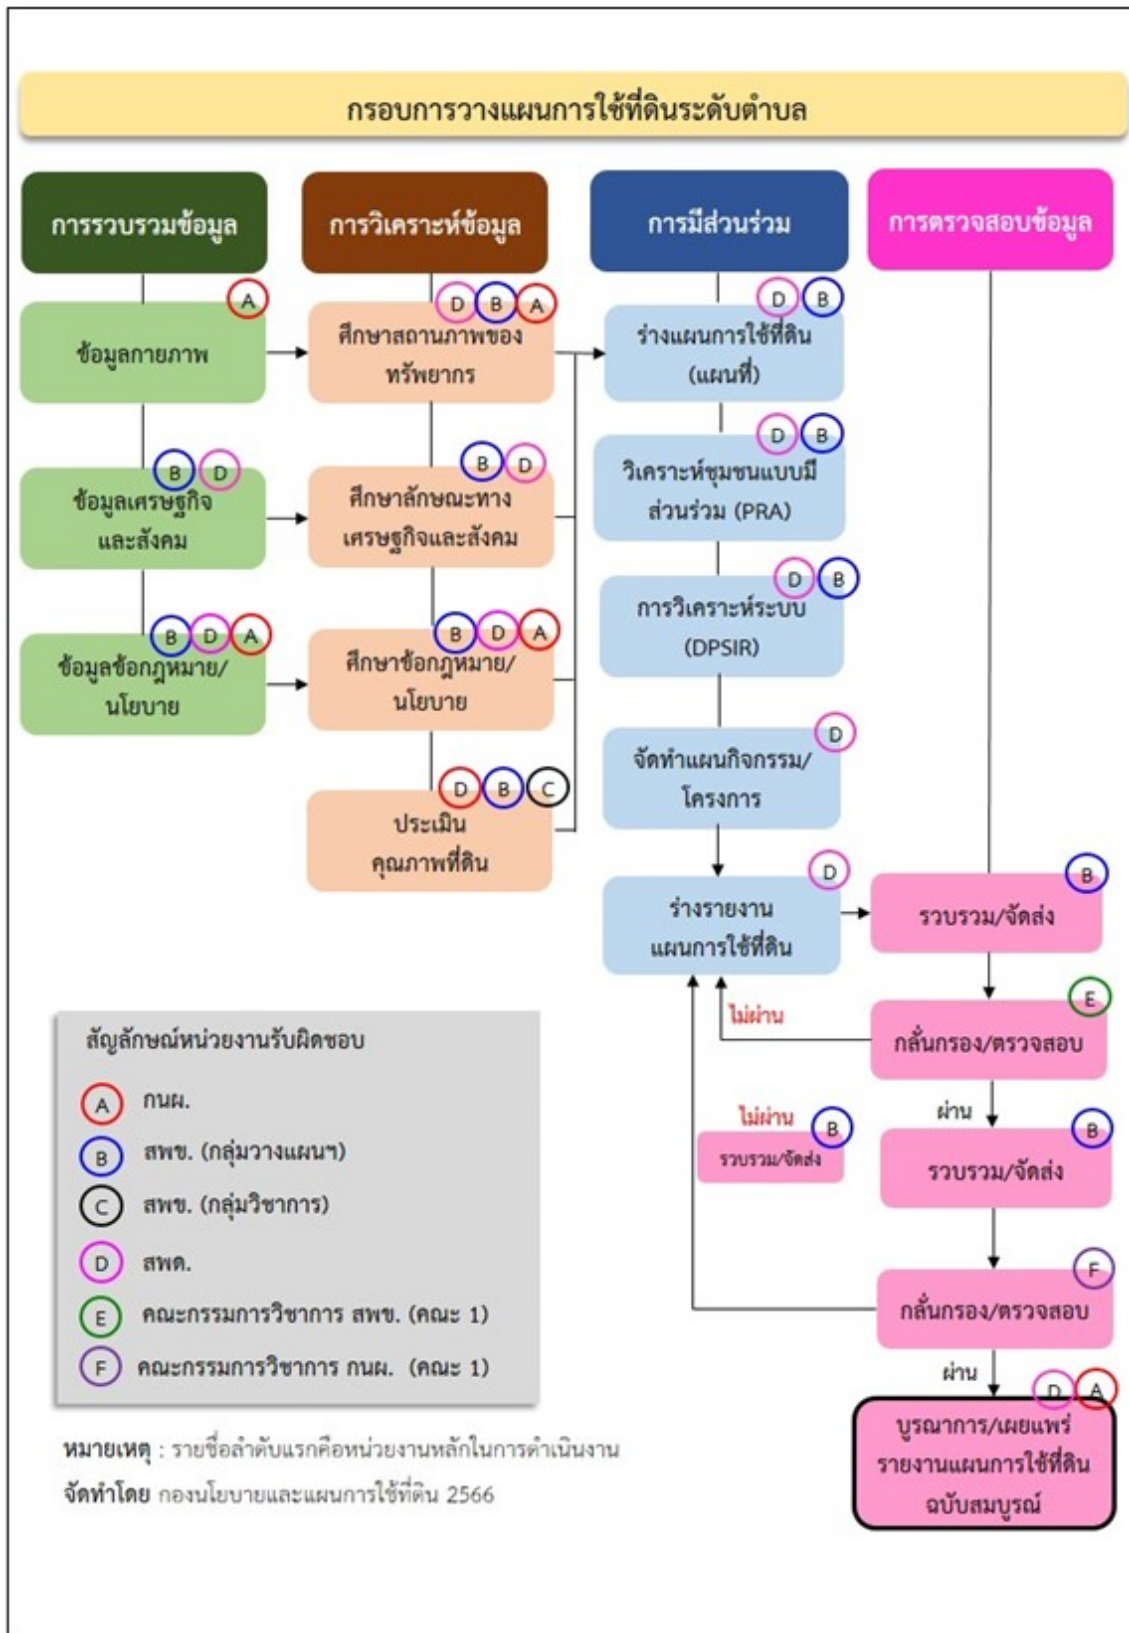 กรอบการวางแผนการใช้ที่ดินระดับตำบล
การรวบรวมข้อมูล
A
ข้อมูลกายภาพ
B D
ข้อมูลเศรษฐกิจ
และสังคม
B D A
ข้อมูลข้อกฎหมาย/
นโยบาย
การวิเคราะห์ข้อมูล
D B A
ศึกษาสถานภาพของ
ทรัพยากร
B D
ศึกษาลักษณะทาง
เศรษฐกิจและสังคม
B D A
ศึกษาข้อกฎหมาย/
นโยบาย
D B C
ประเมิน
คุณภาพที่ดิน
การมีส่วนร่วม
D B
ร่างแผนการใช้ที่ดิน
(แผนที่)
D B
วิเคราะห์ชุมชนแบบมี
ส่วนร่วม (PRA)
D B
การวิเคราะห์ระบบ
(DPSIR)
D
จัดทำแผนกิจกรรม/
โครงการ
D
ร่างรายงาน
แผนการใช้ที่ดิน
การตรวจสอบข้อมูล
B
รวบรวม/จัดส่ง
E
ไม่ผ่าน
กลั่นกรอง/ตรวจสอบ
ผ่าน
ไม่ผ่าน
B
รวบรวม/จัดส่ง
B
รวบรวม/จัดส่ง
F
กลั่นกรอง/ตรวจสอบ
ผ่าน
D A
บูรณาการ/เผยแพร่
รายงานแผนการใช้ที่ดิน
ฉบับสมบูรณ์
สัญลักษณ์หน่วยงานรับผิดชอบ
A กนผ.
B สพข. (กลุ่มวางแผนฯ)
C สพข. (กลุ่มวิชาการ)
D สพด.
E คณะกรรมการวิชาการ สพข. (คณะ 1)
F คณะกรรมการวิชาการ กนผ. (คณะ 1)
หมายเหตุ : รายชื่อลำดับแรกคือหน่วยงานหลักในการดำเนินงาน
จัดทำโดย กองนโยบายและแผนการใช้ที่ดิน 2566